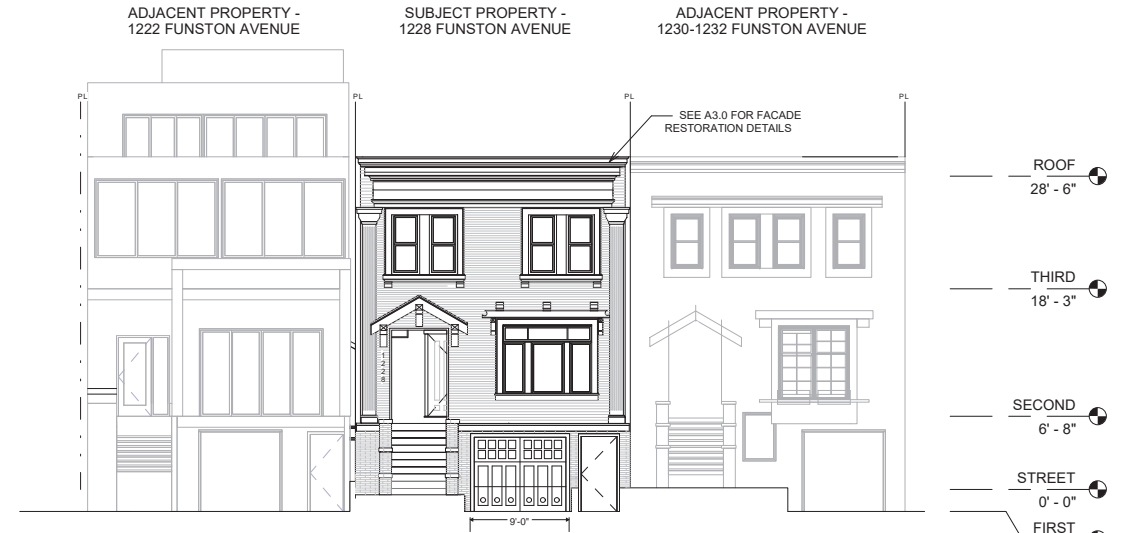 ADJACENT PROPERTY -
1222 FUNSTON AVENUE
SUBJECT PROPERTY -
1228 FUNSTON AVENUE
ADJACENT PROPERTY -
1230-1232 FUNSTON AVENUE
PL
PL
PL
PL
SEE A3.0 FOR FACADE
RESTORATION DETAILS
ROOF
28' - 6"
THIRD
18' - 3"
1
2
2
8
SECOND
6' - 8"
STREET
0' - 0"
9'-0"
FIRST